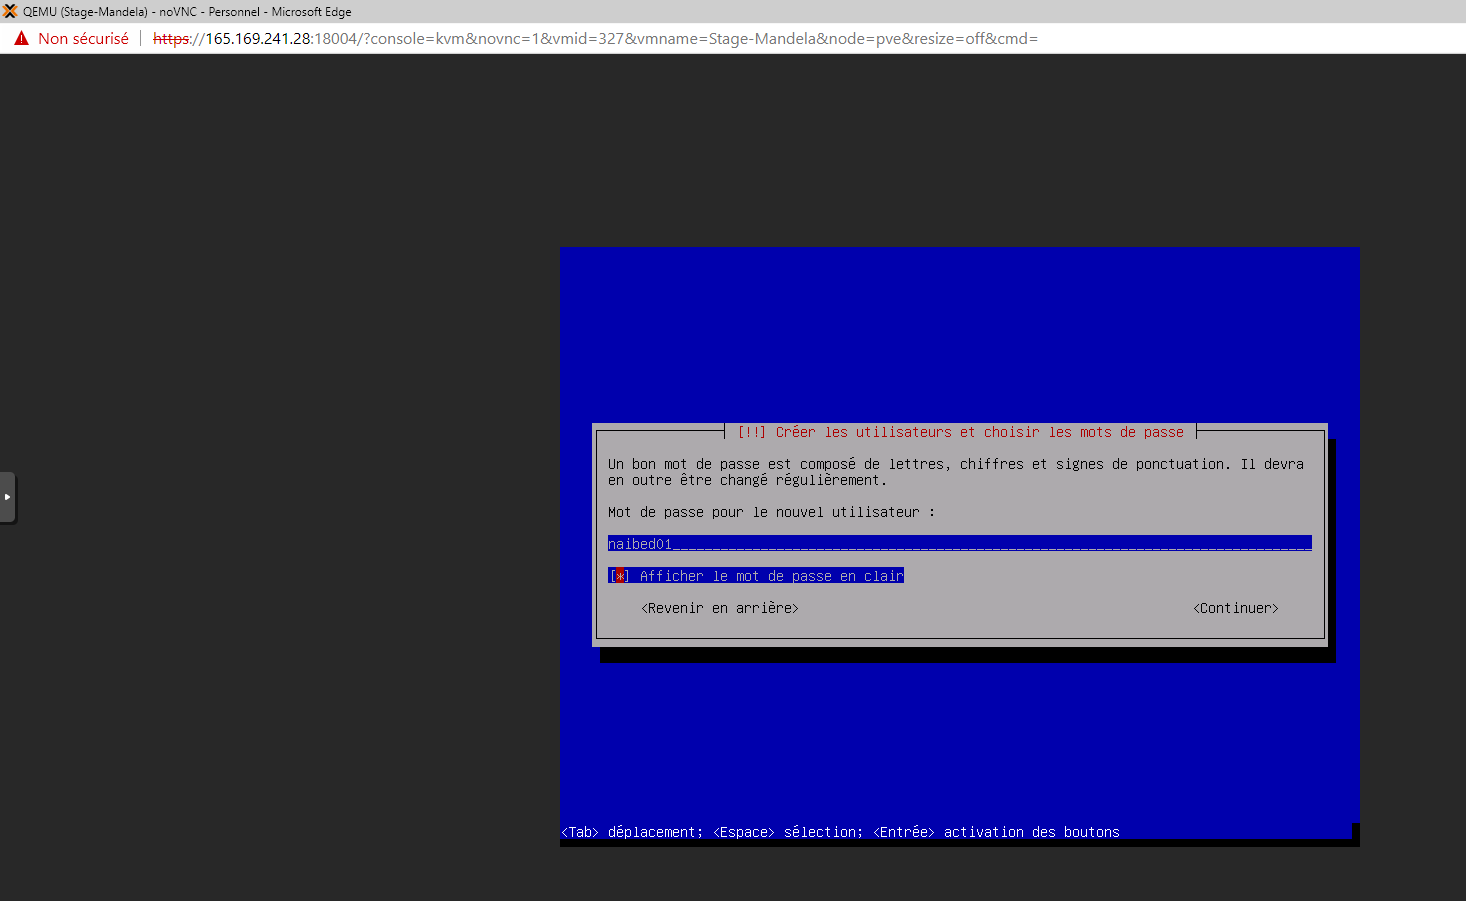 QEMU (Stage-Mandela) - noVNC - Personnel - Microsoft Edge
Non sécurisé https://165.169.241.28:18004/?console=kvm&novnc=1&vmid=327&vmname=Stage-Mandela&node=pve&resize=off&cmd=
[!!] Créer les utilisateurs et choisir les mots de passe
Un bon mot de passe est composé de lettres, chiffres et signes de ponctuation. Il devra
en outre être changé régulièrement.
Mot de passe pour le nouvel utilisateur :
naibed01________________________________________________________________________________
[*] Afficher le mot de passe en clair
<Revenir en arrière> <Continuer>
<Tab> déplacement; <Espace> sélection; <Entrée> activation des boutons